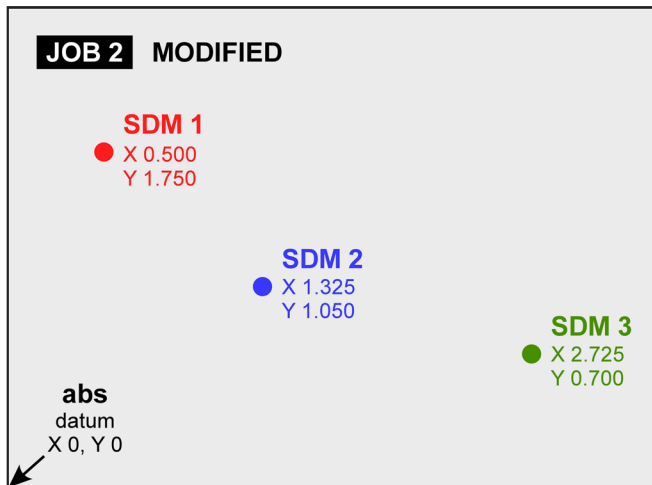 JOB 2 MODIFIED
SDM 1
X 0.500
Y 1.750
SDM 2
X 1.325
Y 1.050
SDM 3
X 2.725
Y 0.700
abs
datum
X 0, Y 0